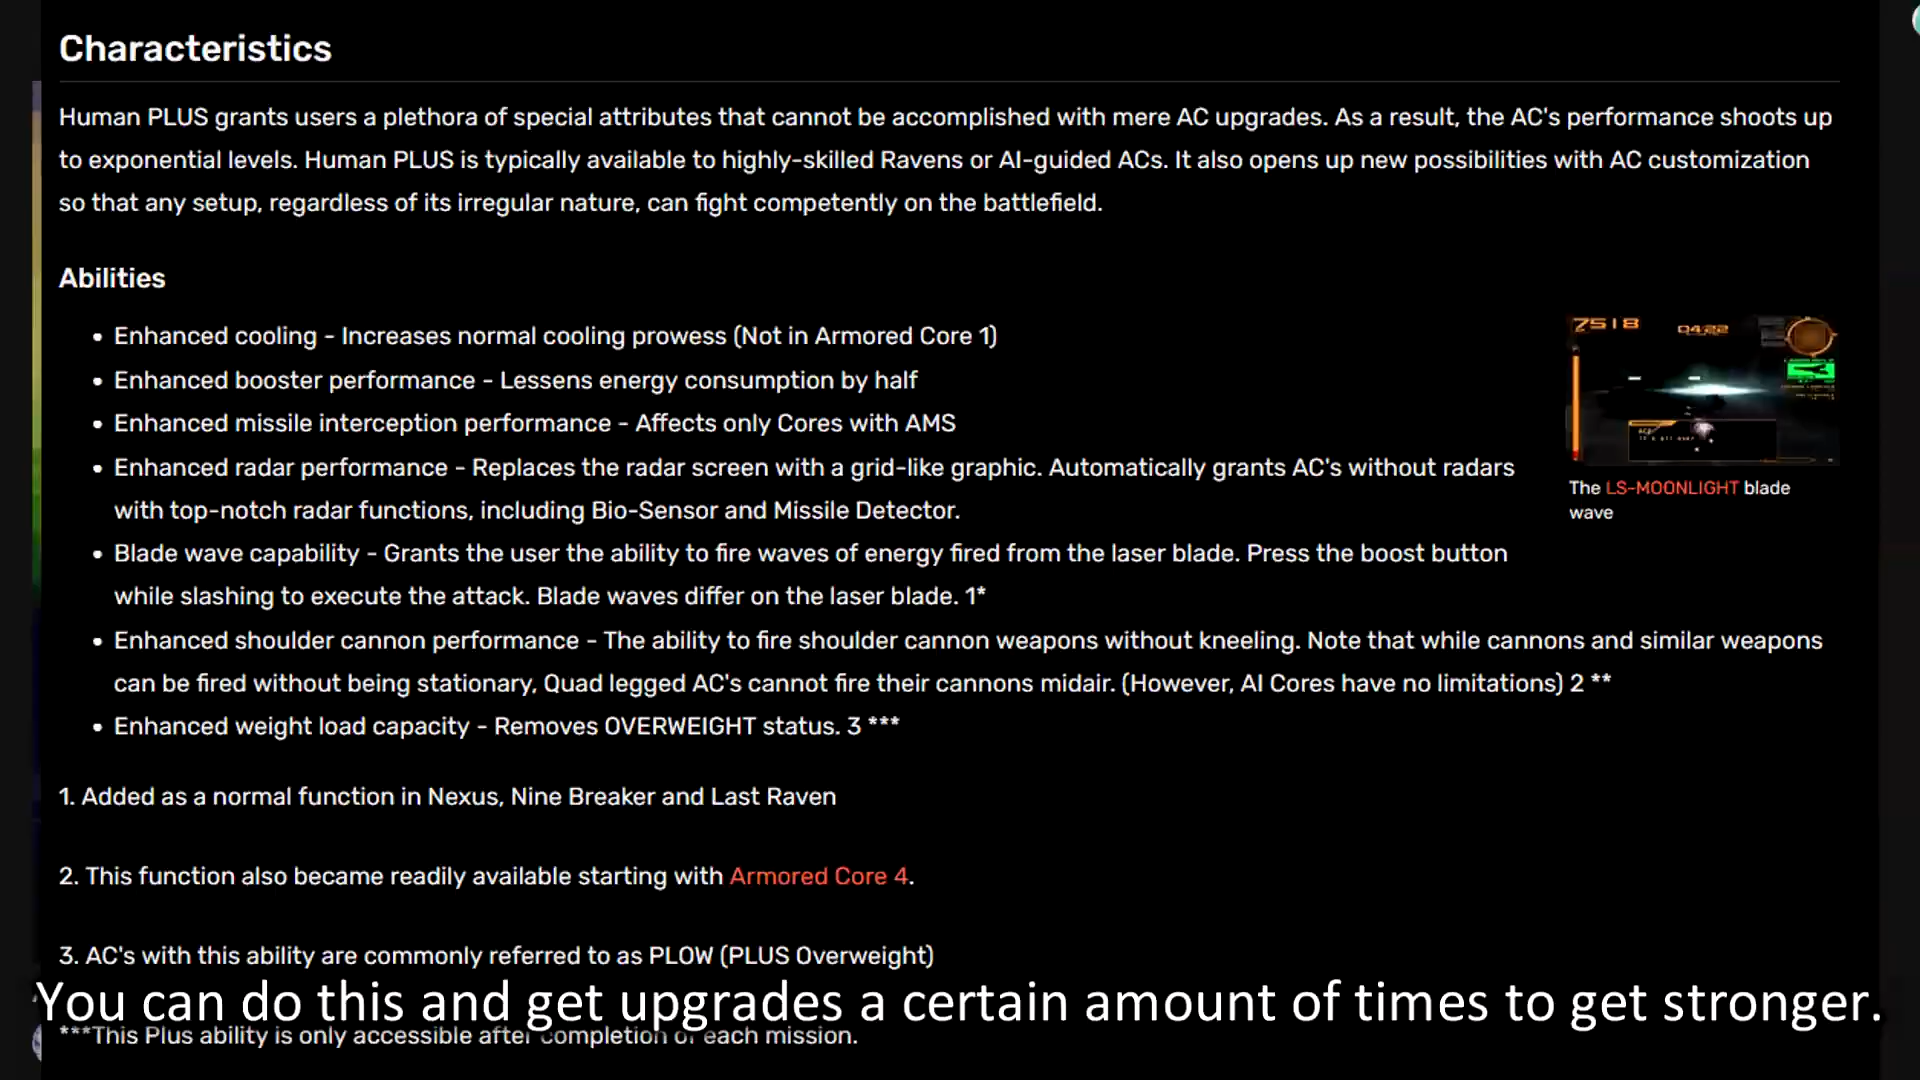 Characteristics
Human PLUS grants users a plethora of special attributes that cannot be accomplished with mere AC upgrades. As a result, the AC's performance shoots up
to exponential levels. Human PLUS is typically available to highly-skilled Ravens or AI-guided ACs. It also opens up new possibilities with AC customization
so that any setup, regardless of its irregular nature, can fight competently on the battlefield.
Abilities
• Enhanced cooling - Increases normal cooling prowess (Not in Armored Core 1)
• Enhanced booster performance - Lessens energy consumption by half
• Enhanced missile interception performance - Affects only Cores with AMS
• Enhanced radar performance - Replaces the radar screen with a grid-like graphic. Automatically grants AC's without radars
with top-notch radar functions, including Bio-Sensor and Missile Detector.
• Blade wave capability - Grants the user the ability to fire waves of energy fired from the laser blade. Press the boost button
while slashing to execute the attack. Blade waves differ on the laser blade. 1*
• Enhanced shoulder cannon performance - The ability to fire shoulder cannon weapons without kneeling. Note that while cannons and similar weapons
can be fired without being stationary, Quad legged AC's cannot fire their cannons midair. (However, AI Cores have no limitations) 2 **
• Enhanced weight load capacity - Removes OVERWEIGHT status. 3 ***
7518
0422
The LS-MOONLIGHT blade
wave
1. Added as a normal function in Nexus, Nine Breaker and Last Raven
2. This function also became readily available starting with Armored Core 4.
3. AC's with this ability are commonly referred to as PLOW (PLUS Overweight)
You can do this and get upgrades a certain amount of times to get stronger.
***This Plus ability is only accessible after completion of each mission.